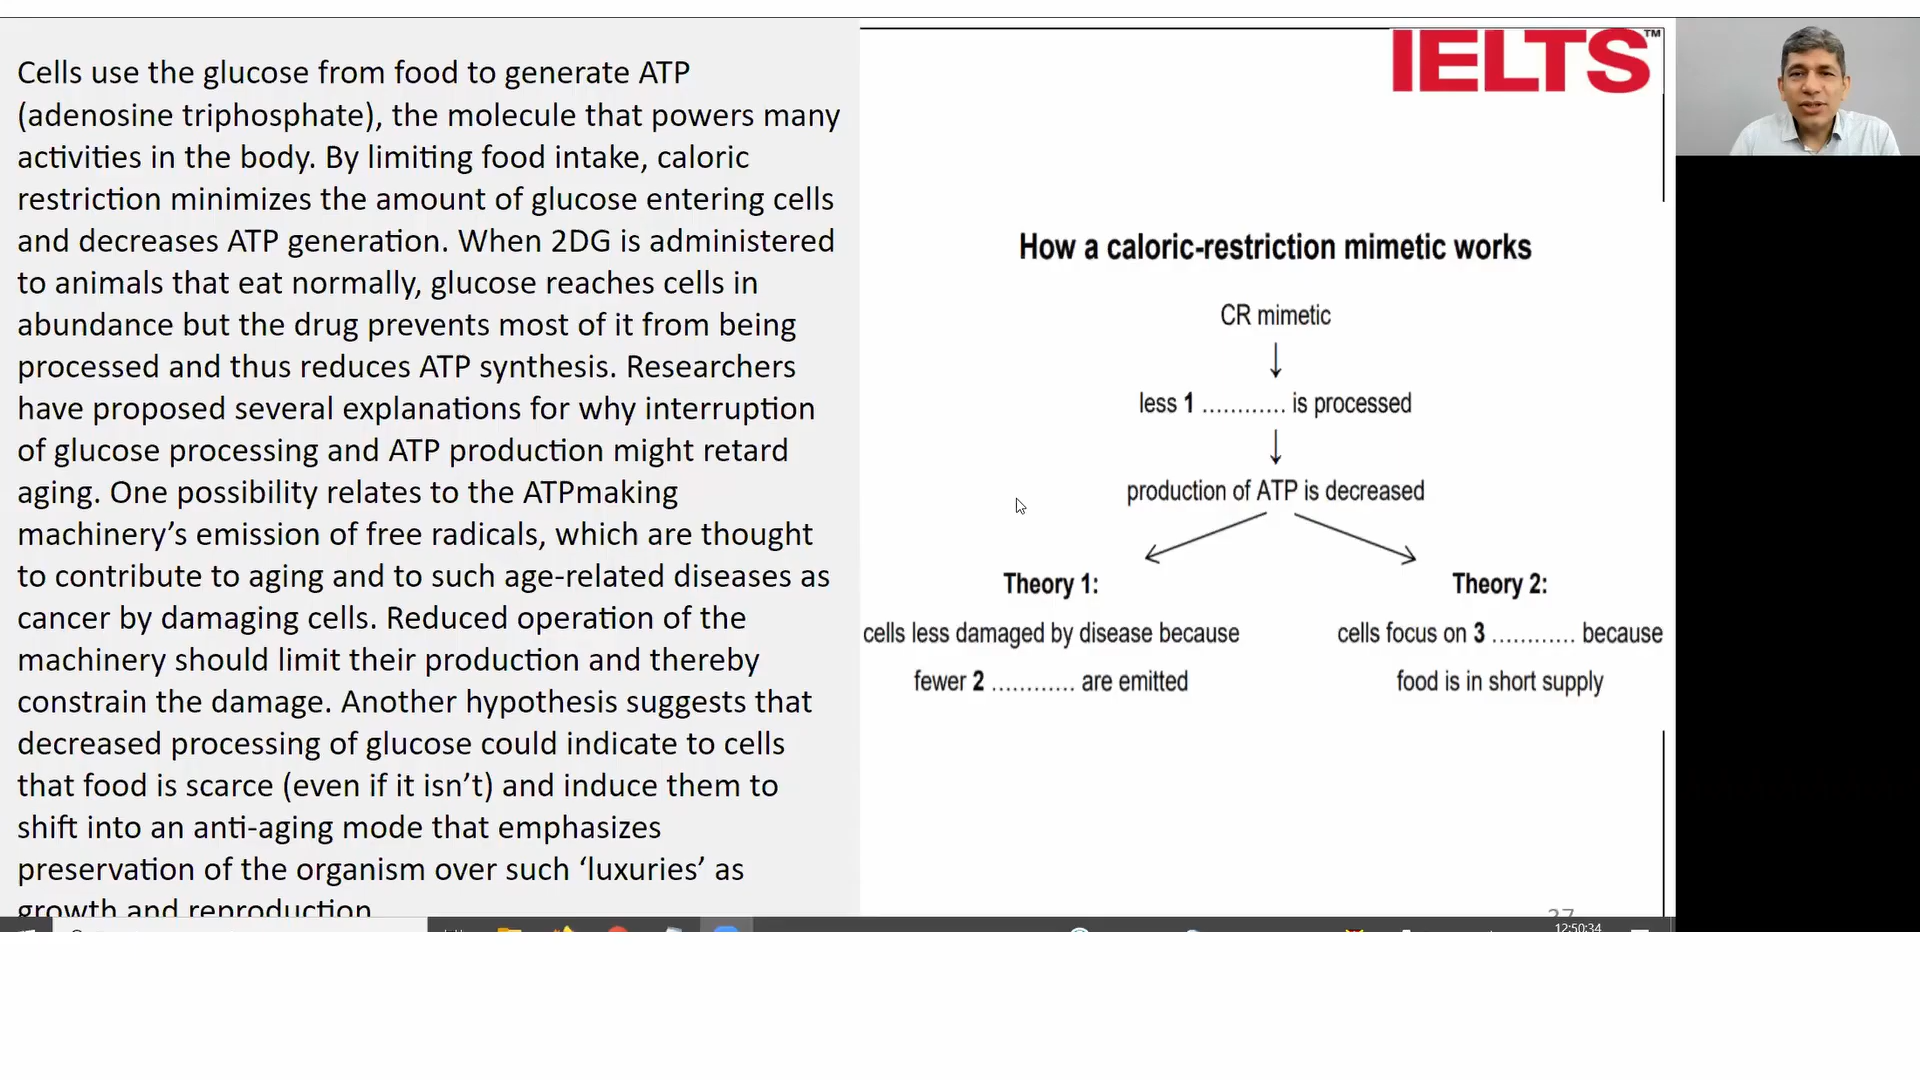 Cells use the glucose from food to generate ATP
(adenosine triphosphate), the molecule that powers many
activities in the body. By limiting food intake, caloric
restriction minimizes the amount of glucose entering cells
and decreases ATP generation. When 2DG is administered
to animals that eat normally, glucose reaches cells in
abundance but the drug prevents most of it from being
processed and thus reduces ATP synthesis. Researchers
have proposed several explanations for why interruption
of glucose processing and ATP production might retard
aging. One possibility relates to the ATPmaking
machinery’s emission of free radicals, which are thought
to contribute to aging and to such age-related diseases as
cancer by damaging cells. Reduced operation of the
machinery should limit their production and thereby
constrain the damage. Another hypothesis suggests that
decreased processing of glucose could indicate to cells
that food is scarce (even if it isn’t) and induce them to
shift into an anti-aging mode that emphasizes
preservation of the organism over such ‘luxuries’ as
growth and reproduction
IELTS™
How a caloric-restriction mimetic works
CR mimetic
less 1 ............ is processed
production of ATP is decreased
Theory 1:
cells less damaged by disease because
fewer 2 ............ are emitted
Theory 2:
cells focus on 3 ............ because
food is in short supply
27
12:50:34